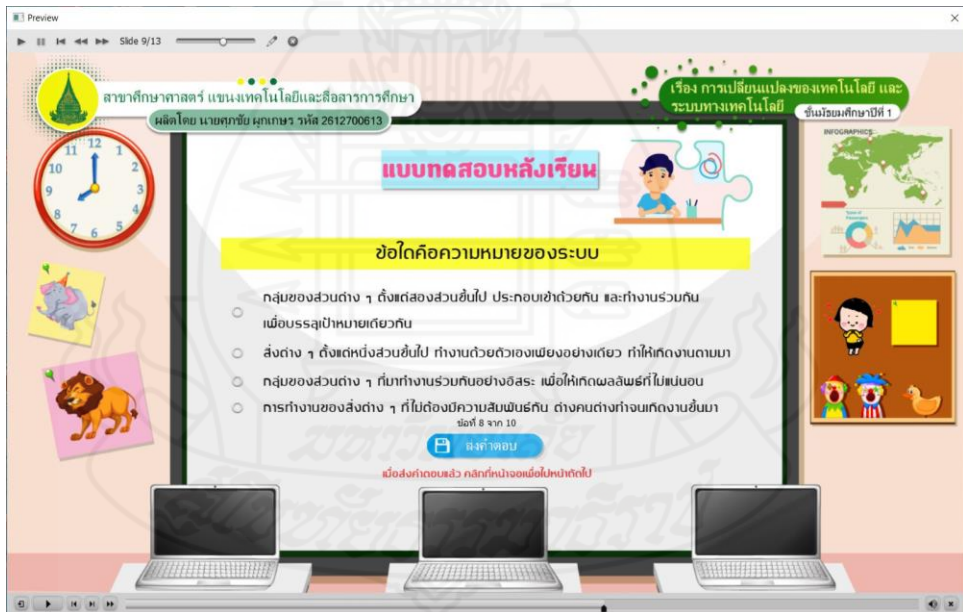 Preview
Slide 9/13
สาขาศึกษาศาสตร์ แขนงเทคโนโลยีและสื่อสารการศึกษา
ผลิตโดย นายศุภชัย ผุกเกษร รหัส 2612700613
เรื่อง การเปลี่ยนแปลงของเทคโนโลยี และ
ระบบทางเทคโนโลยี
ชั้นมัธยมศึกษาปีที่ 1
INFOGRAPHICS
12
1
2
3
4
5
6
7
8
9
10
11
แบบทดสอบหลังเรียน
ข้อใดคือความหมายของระบบ
กลุ่มของส่วนต่าง ๆ ตั้งแต่สองส่วนขึ้นไป ประกอบเข้าด้วยกัน และทำงานร่วมกัน
เพื่อบรรลุเป้าหมายเดียวกัน
สิ่งต่าง ๆ ตั้งแต่หนึ่งส่วนขึ้นไป ทำงานด้วยตัวเองเพียงอย่างเดียว ทำให้เกิดงานตามมา
กลุ่มของส่วนต่าง ๆ ที่มาทำงานร่วมกันอย่างอิสระ เพื่อให้เกิดผลลัพธ์ที่ไม่แน่นอน
การทำงานของสิ่งต่าง ๆ ที่ไม่ต้องมีความสัมพันธ์กัน ต่างคนต่างทำจนเกิดงานขึ้นมา
ข้อที่ 8 จาก 10
ส่งคำตอบ
เมื่อส่งคำตอบแล้ว คลิกที่หน้าจอเพื่อไปหน้าถัดไป